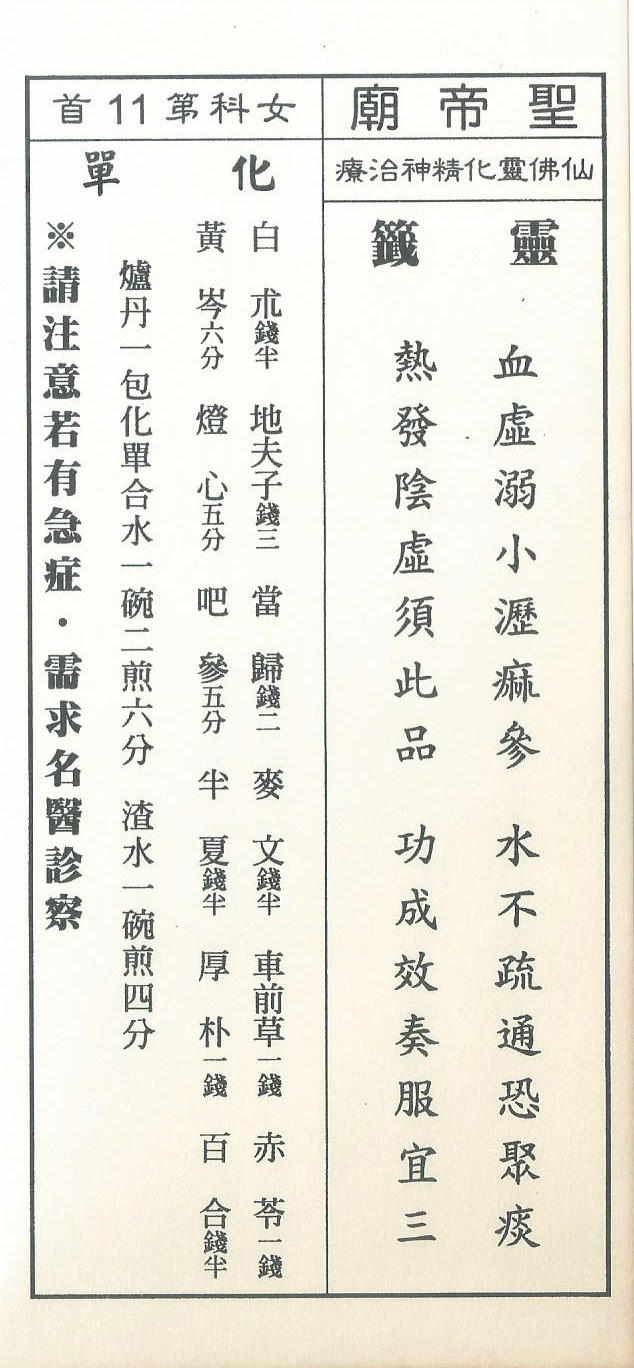 聖帝廟
仙佛靈化精神治療
靈籤
血虛溺小瀝痲參　水不疏通恐聚痰
熱發陰虛須此品　功成效奏服宜三
女科第11首
化單
白朮錢半　地夫子錢三　當歸錢二　麥文錢半　車前草一錢　赤苓一錢
黃岑六分　燈心五分　吧參五分　半夏錢半　厚朴一錢　百合錢半
爐丹一包化單合水一碗二煎六分　渣水一碗煎四分
※請注意若有急症・需求名醫診察